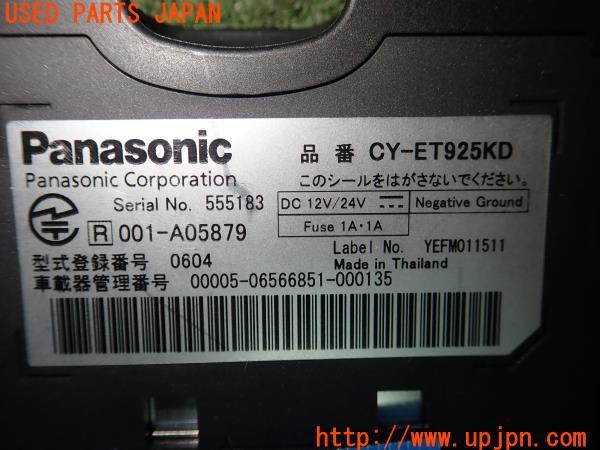 USED PARTS JAPAN
Panasonic 品番 CY-ET925KD
Panasonic Corporation このシールをはがさないでください。
Serial No. 555183 DC 12V/24V Negative Ground
R 001-A05879 Fuse 1A・1A
Label No. YEFM011511
型式登録番号 0604 Made in Thailand
車載器管理番号 00005-06566851-000135
UPJ
www.upjpn.com